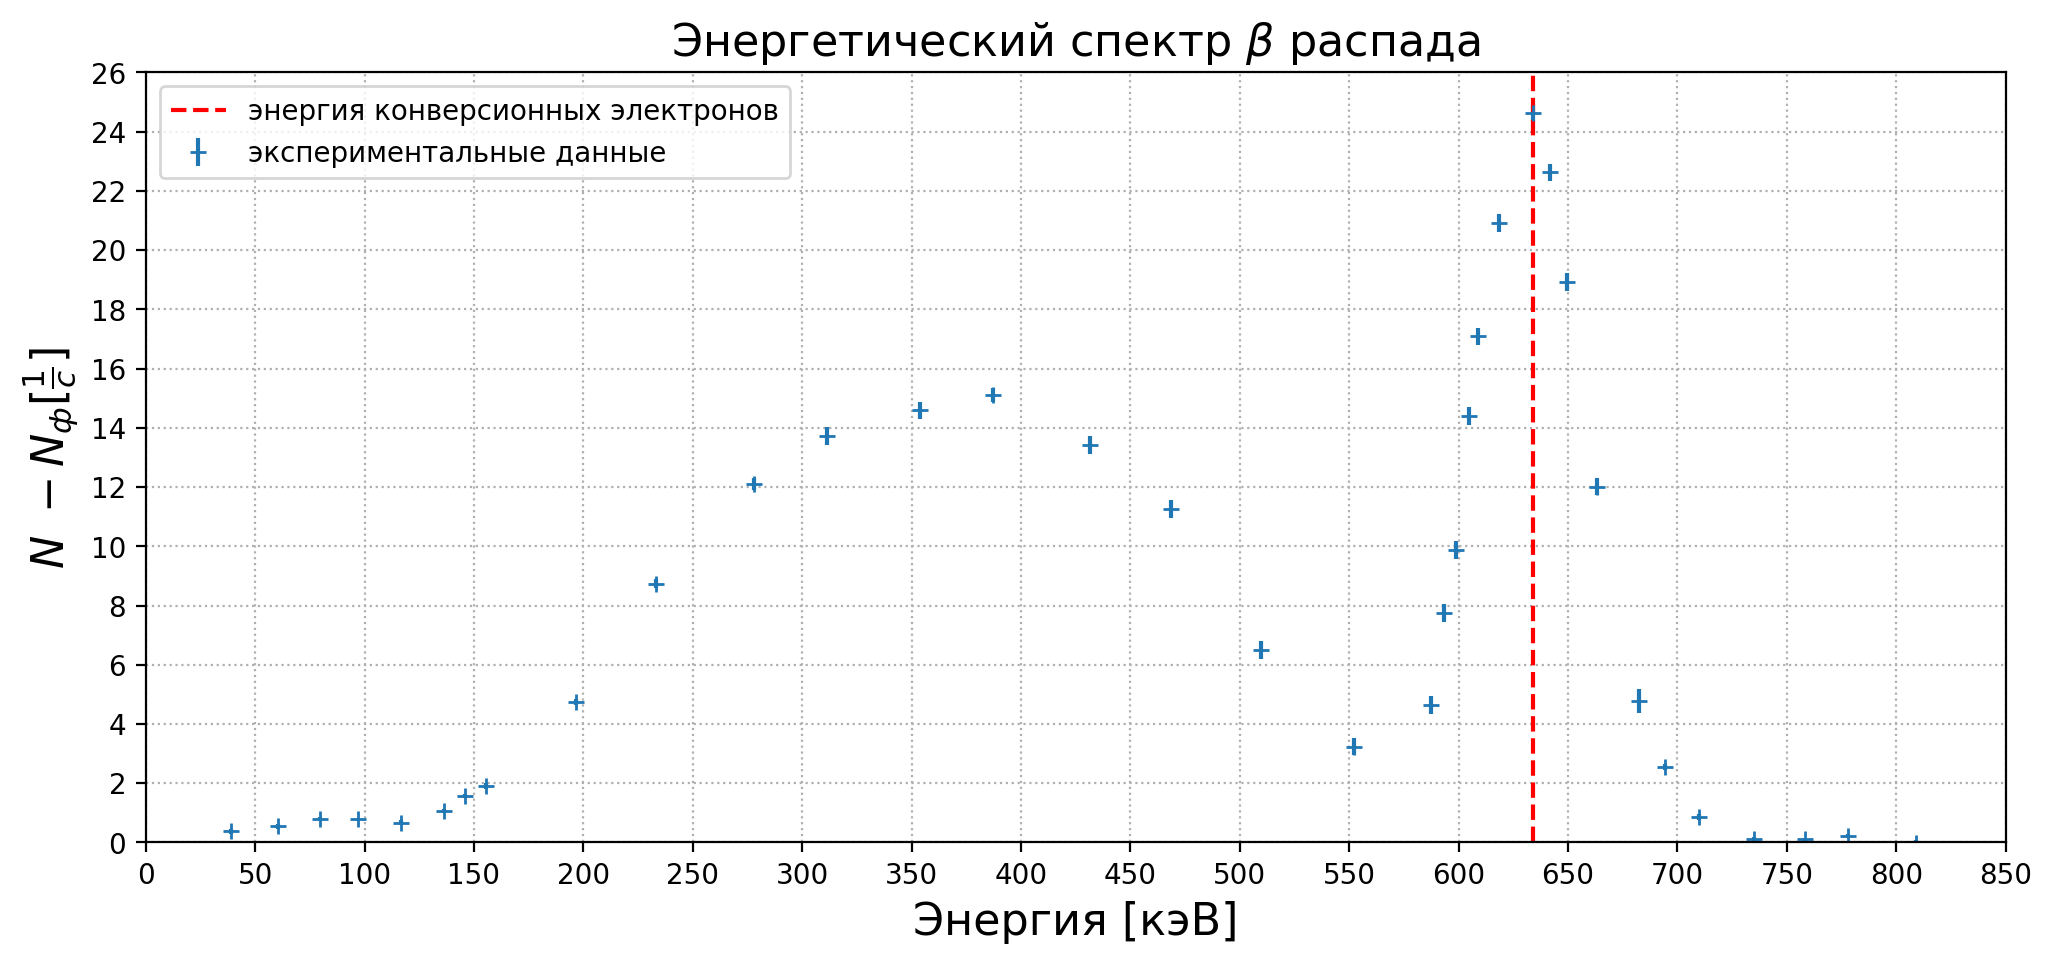 Энергетический спектр β распада
энергия конверсионных электронов
экспериментальные данные
N − Nф[1/c]
26
24
22
20
18
16
14
12
10
8
6
4
2
0
0 50 100 150 200 250 300 350 400 450 500 550 600 650 700 750 800 850
Энергия [кэВ]